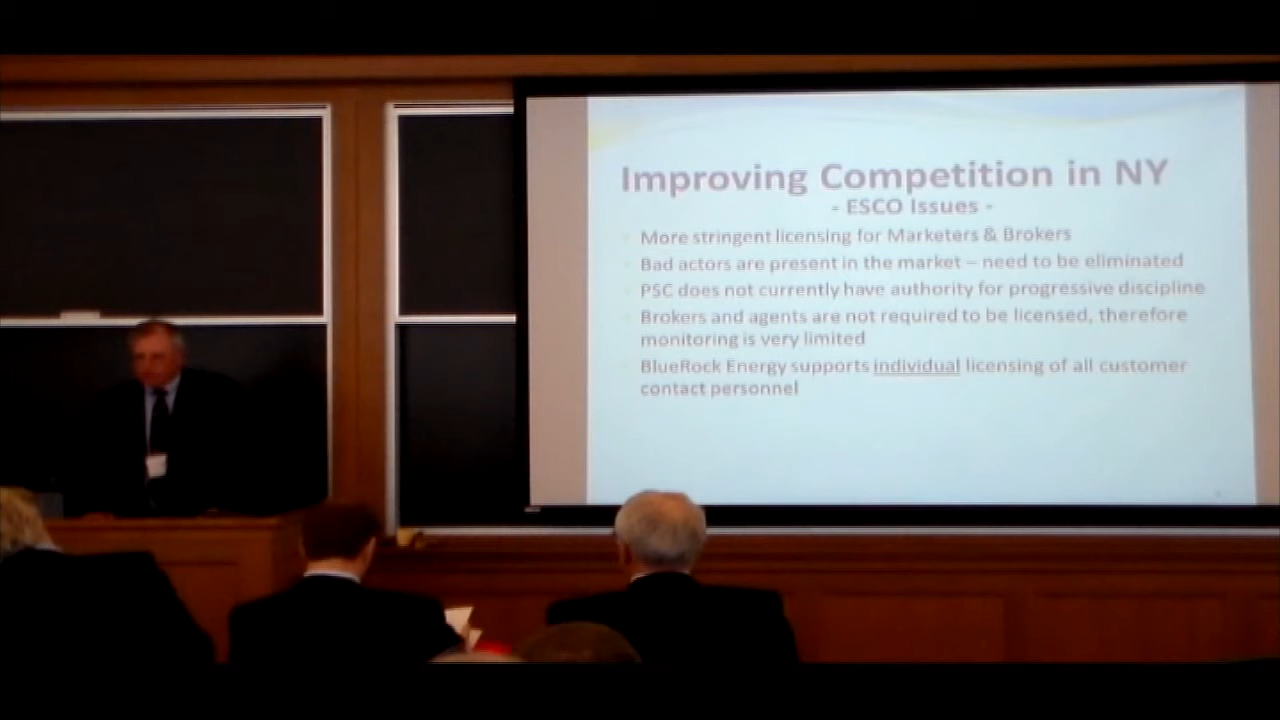 Improving Competition in NY
- ESCO Issues -
More stringent licensing for Marketers & Brokers
Bad actors are present in the market – need to be eliminated
PSC does not currently have authority for progressive discipline
Brokers and agents are not required to be licensed, therefore
monitoring is very limited
BlueRock Energy supports individual licensing of all customer
contact personnel